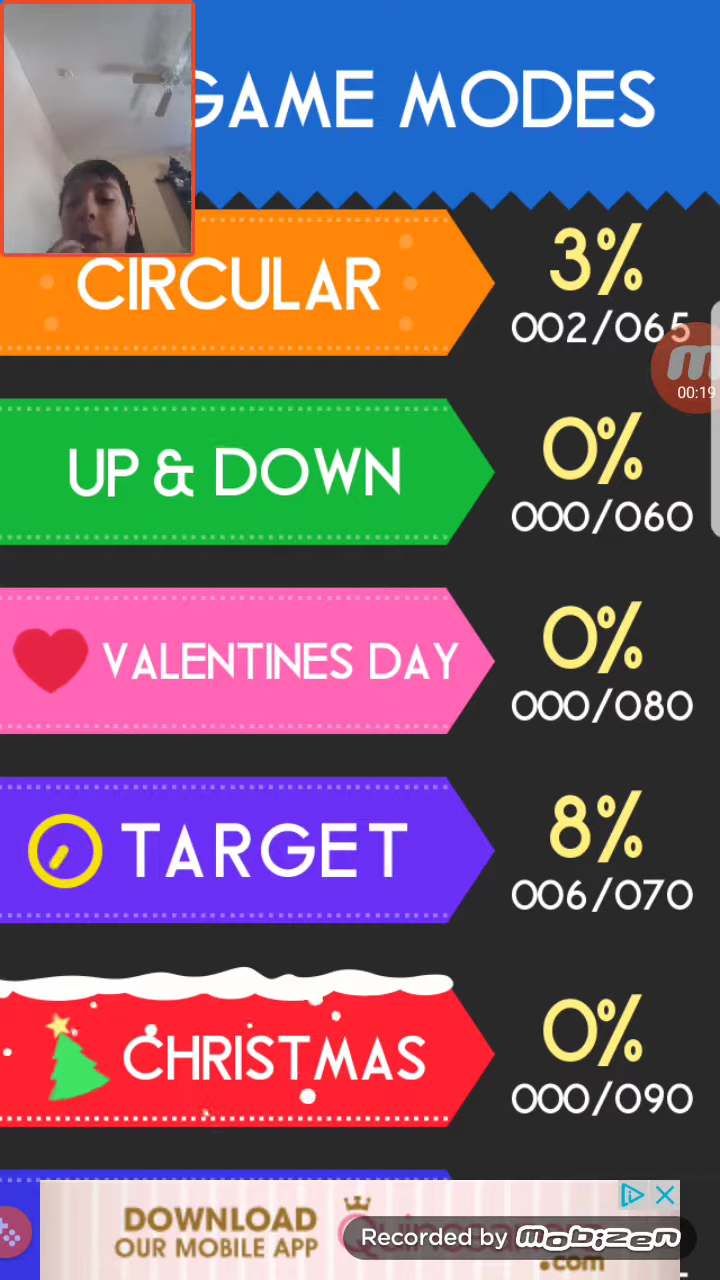 GAME MODES
CIRCULAR
3%
002/065
00:19
UP & DOWN
0%
000/060
VALENTINES DAY
0%
000/080
TARGET
8%
006/070
CHRISTMAS
0%
000/090
DOWNLOAD
OUR MOBILE APP
.com
Recorded by mobizen